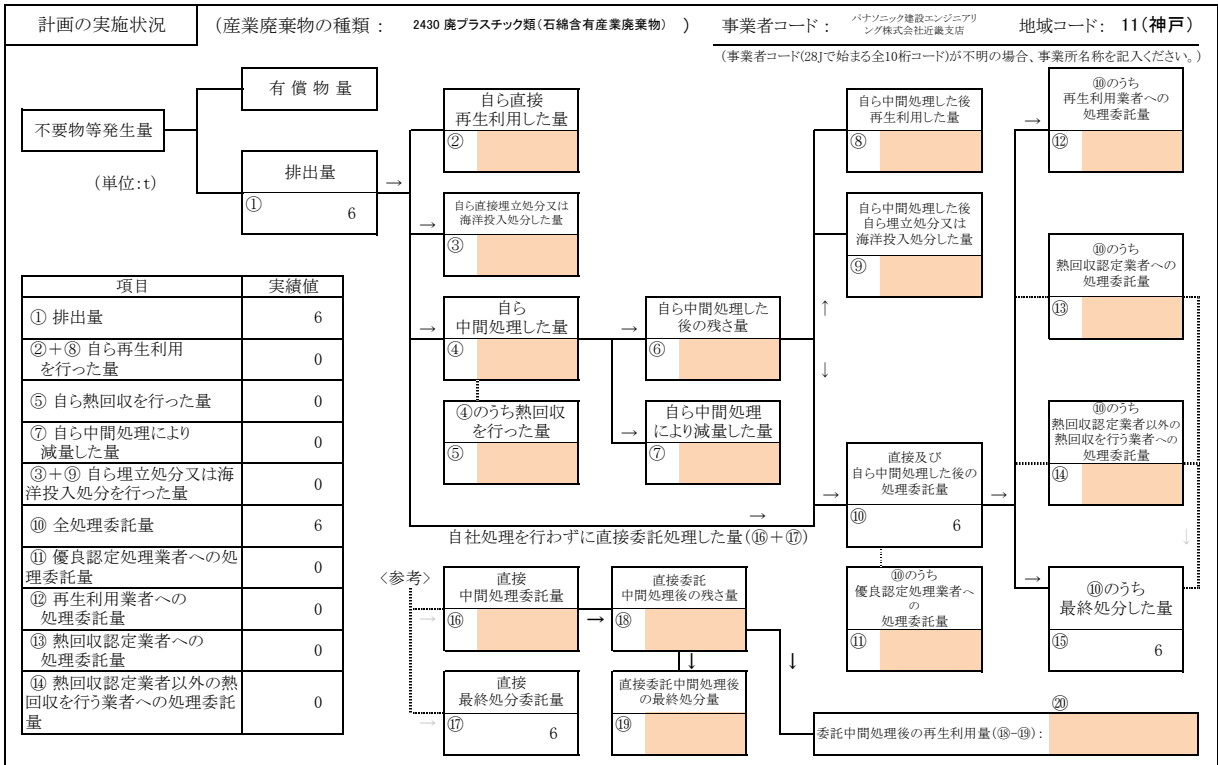 計画の実施状況
（産業廃棄物の種類： 2430 廃プラスチック類(石綿含有産業廃棄物) ）
事業者コード： パナソニック建設エンジニアリ
ング株式会社近畿支店
地域コード： 11(神戸)
(事業者コード(28Jで始まる全10桁コード)が不明の場合、事業所名称を記入ください。)
不要物等発生量
(単位:t)
有 償 物 量
排出量
① 6
→
自ら直接
再生利用した量
②
→
自ら直接埋立処分又は
海洋投入処分した量
③
→
自ら
中間処理した量
④
④のうち熱回収
を行った量
⑤
→
自ら中間処理した
後の残さ量
⑥
→
自ら中間処理
により減量した量
⑦
自ら中間処理した後
再生利用した量
⑧
自ら中間処理した後
自ら埋立処分又は
海洋投入処分した量
⑨
↑
↓
→
直接及び
自ら中間処理した後の
処理委託量
⑩ 6
→
⑩のうち
優良認定処理業者へ
の
処理委託量
⑪
→
⑩のうち
再生利用業者への
処理委託量
⑫
⑩のうち
熱回収認定業者への
処理委託量
⑬
⑩のうち
熱回収認定業者以外の
熱回収を行う業者への
処理委託量
⑭
↓
→
⑩のうち
最終処分した量
⑮ 6
項目 実績値
① 排出量 6
②＋⑧ 自ら再生利用
を行った量 0
⑤ 自ら熱回収を行った量 0
⑦ 自ら中間処理により
減量した量 0
③＋⑨ 自ら埋立処分又は海
洋投入処分を行った量 0
⑩ 全処理委託量 6
⑪ 優良認定処理業者への処
理委託量 0
⑫ 再生利用業者への
処理委託量 0
⑬ 熱回収認定業者への
処理委託量 0
⑭ 熱回収認定業者以外の熱
回収を行う業者への処理委託
量 0
→
自社処理を行わずに直接委託処理した量(⑯＋⑰)
〈参考〉
→
直接
中間処理委託量
⑯
→
直接委託
中間処理後の残さ量
⑱
→
直接
最終処分委託量
⑰ 6
↓
直接委託中間処理後
の最終処分量
⑲
↓
⑳
委託中間処理後の再生利用量(⑱-⑲)：